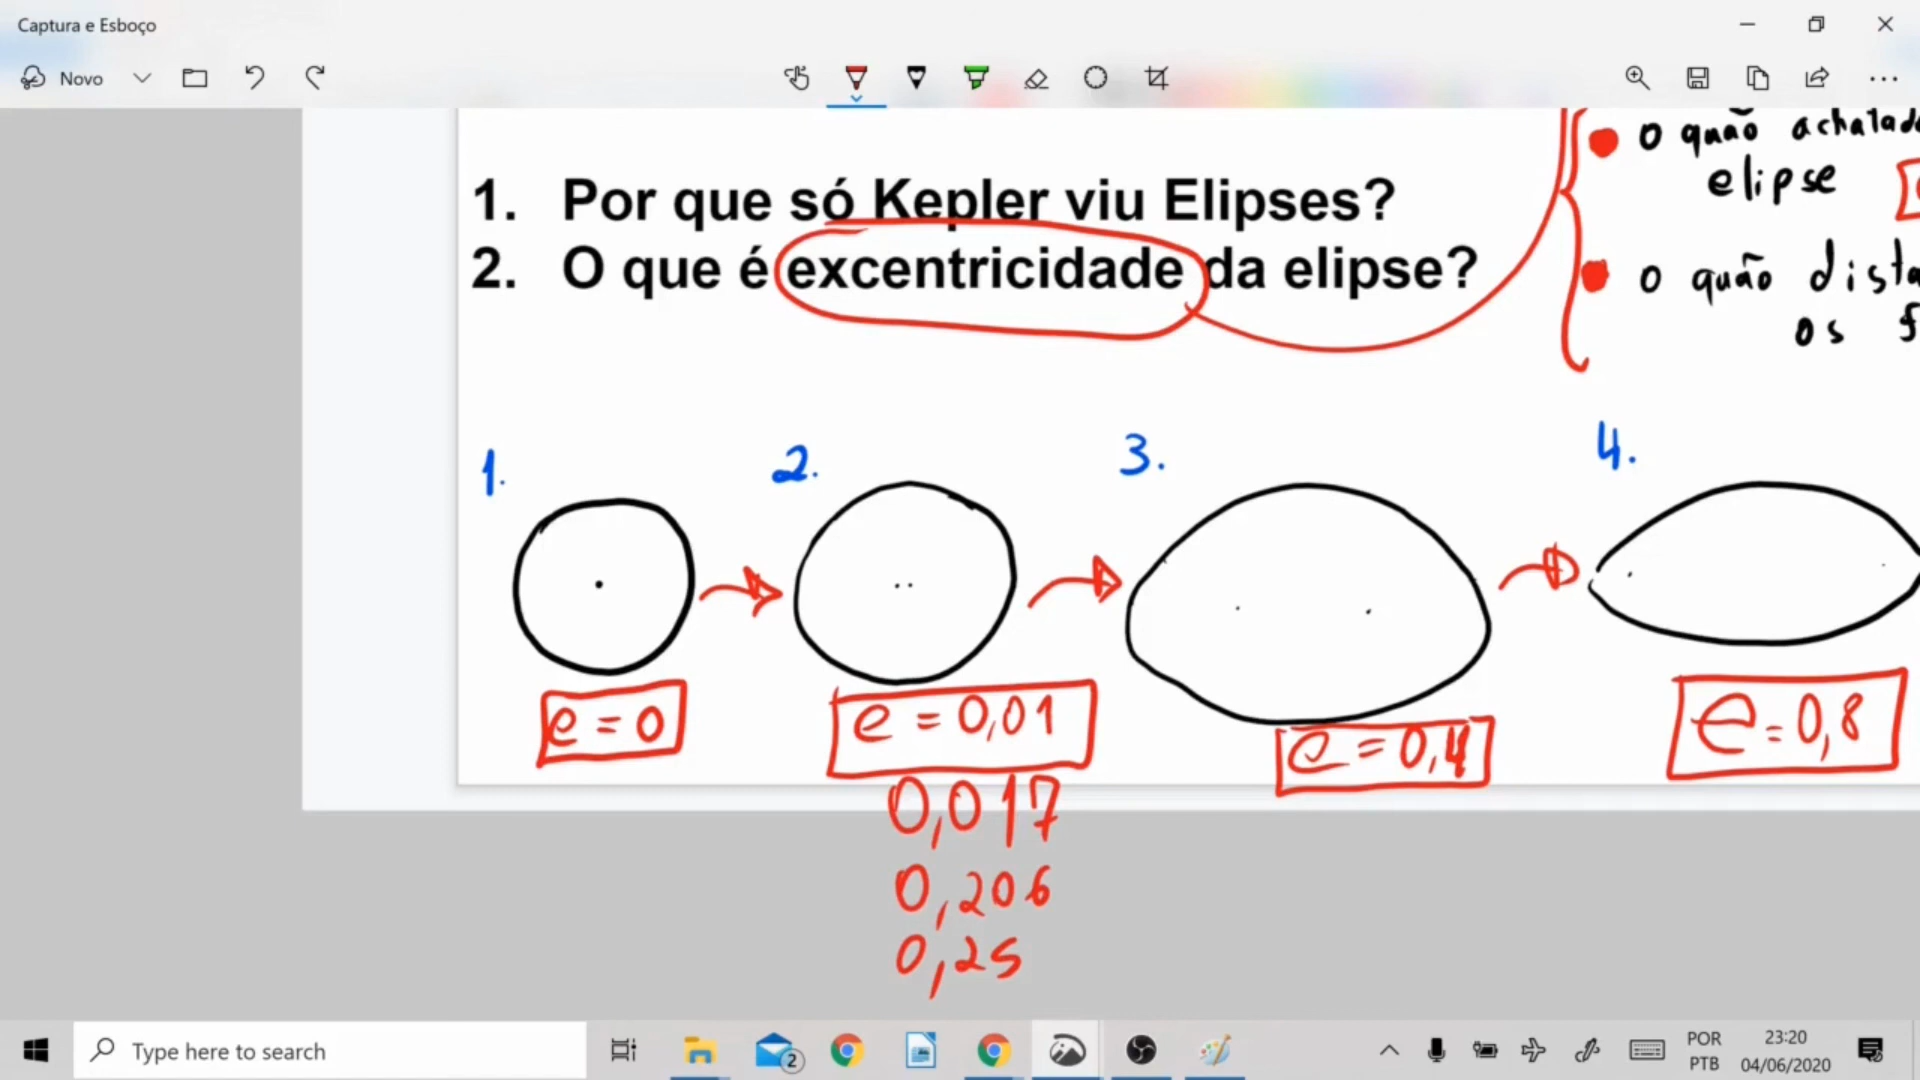 Captura e Esboço
Novo
o quão achatado
elipse
1. Por que só Kepler viu Elipses?
2. O que é excentricidade da elipse?
o quão
os
1.
2.
3.
4.
e = 0
e = 0,01
e = 0,4
e = 0,8
0,017
0,206
0,25
Type here to search
2
POR
PTB
23:20
04/06/2020